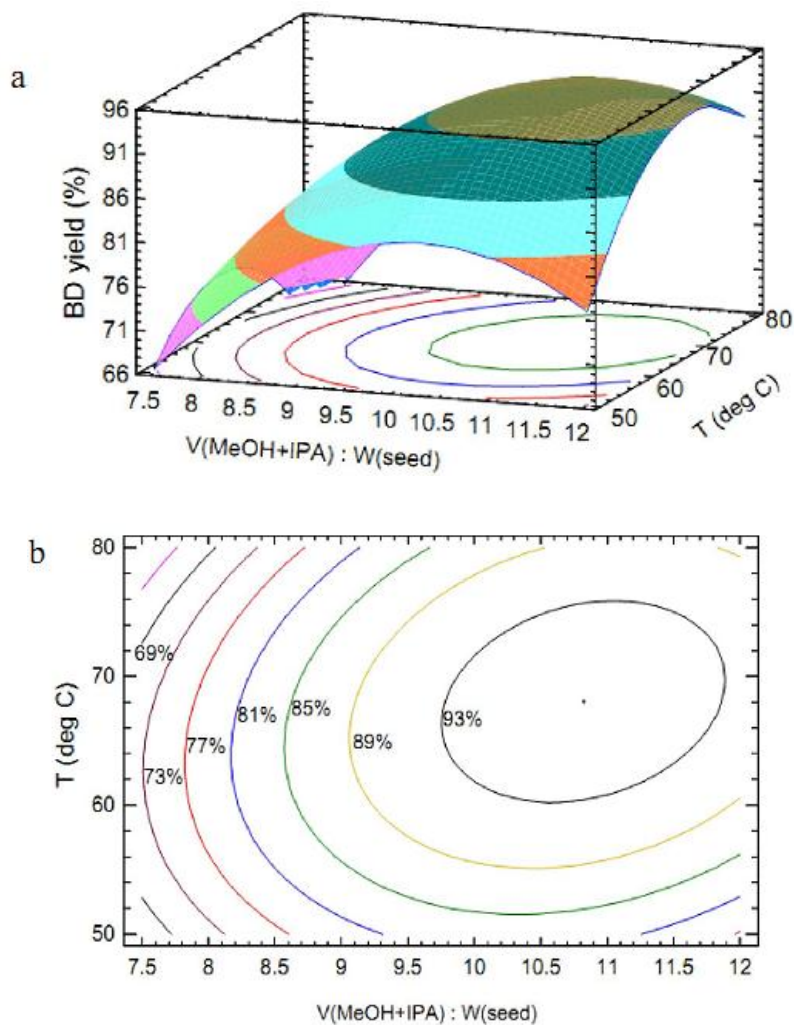 a
BD yield (%)
96
91
86
81
76
71
66
7.5 8 8.5 9 9.5 10 10.5 11 11.5 12
V(MeOH+IPA) : W(seed)
50 60 70 80
T (deg C)
b
T (deg C)
80
70
60
50
69%
73%
77%
81%
85%
89%
93%
7.5 8 8.5 9 9.5 10 10.5 11 11.5 12
V(MeOH+IPA) : W(seed)